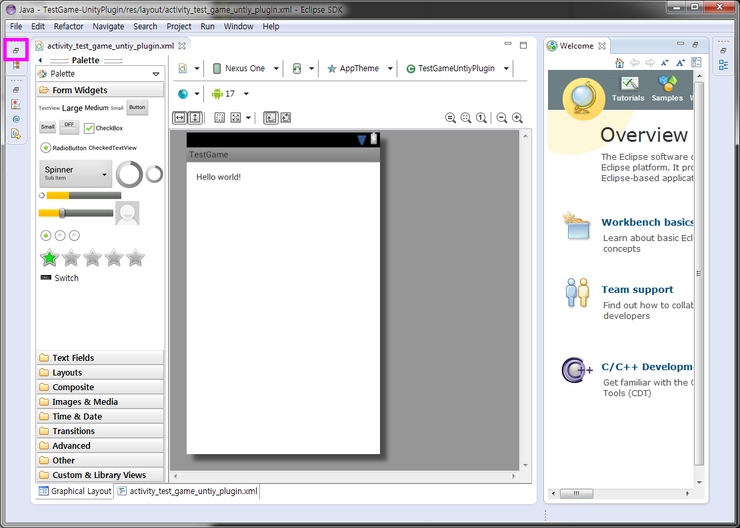 Java - TestGame-UnityPlugin/res/layout/activity_test_game_untiy_plugin.xml - Eclipse SDK
File Edit Refactor Navigate Search Project Run Window Help
activity_test_game_untiy_plugin.xml
Welcome
Palette
Palette
Nexus One
AppTheme
TestGameUntiyPlugin
Form Widgets
17
TextView Large Medium Small Button
Small OFF CheckBox
RadioButton CheckedTextView
Spinner
Sub Item
Switch
Text Fields
Layouts
Composite
Images & Media
Time & Date
Transitions
Advanced
Other
Custom & Library Views
TestGame
Hello world!
Graphical Layout
activity_test_game_untiy_plugin.xml
Tutorials Samples W
Overview
The Eclipse software c
Eclipse platform. It pro
Eclipse-based applicat
Workbench basics
Learn about basic Ecl
concepts
Team support
Find out how to collab
developers
C/C++ Developm
Get familiar with the C
Tools (CDT)